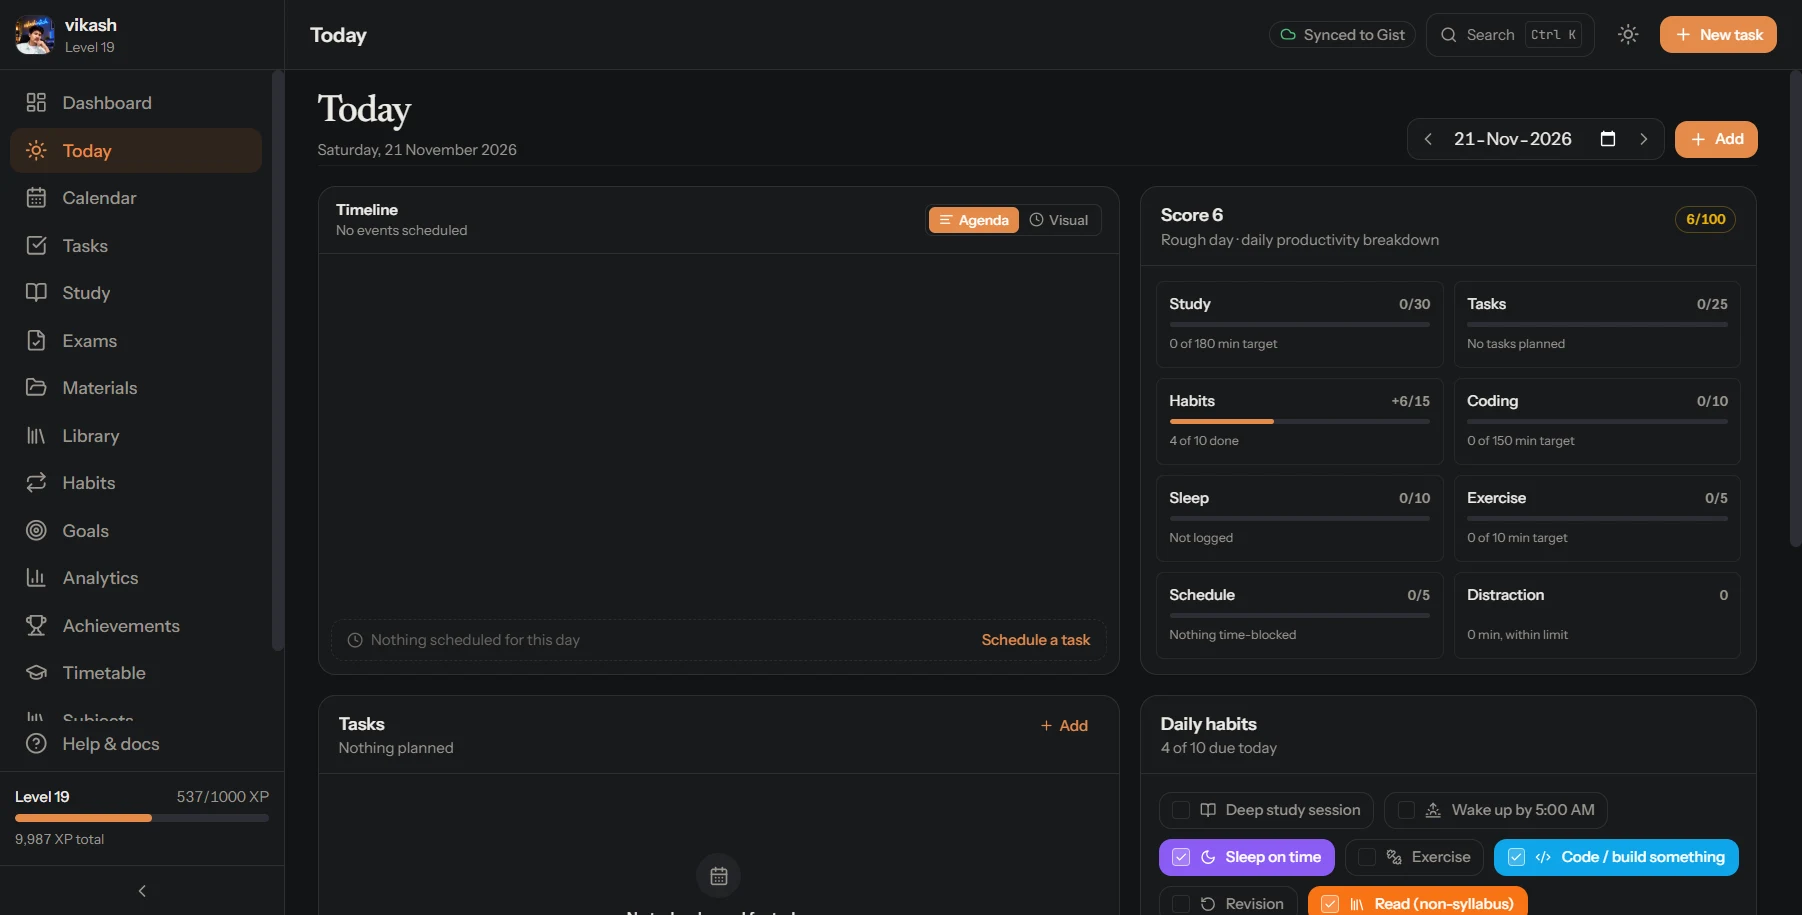 vikash
Level 19
Dashboard
Today
Calendar
Tasks
Study
Exams
Materials
Library
Habits
Goals
Analytics
Achievements
Timetable
Subjects
Help & docs
Level 19
537/1000 XP
9,987 XP total
Today
Synced to Gist
Search Ctrl K
+ New task
Today
Saturday, 21 November 2026
21-Nov-2026
+ Add
Timeline
No events scheduled
Agenda
Visual
Nothing scheduled for this day
Schedule a task
Score 6
Rough day · daily productivity breakdown
6/100
Study 0/30
0 of 180 min target
Tasks 0/25
No tasks planned
Habits +6/15
4 of 10 done
Coding 0/10
0 of 150 min target
Sleep 0/10
Not logged
Exercise 0/5
0 of 10 min target
Schedule 0/5
Nothing time-blocked
Distraction 0
0 min, within limit
Tasks
Nothing planned
+ Add
Daily habits
4 of 10 due today
Deep study session
Wake up by 5:00 AM
Sleep on time
Exercise
</> Code / build something
Revision
Read (non-syllabus)